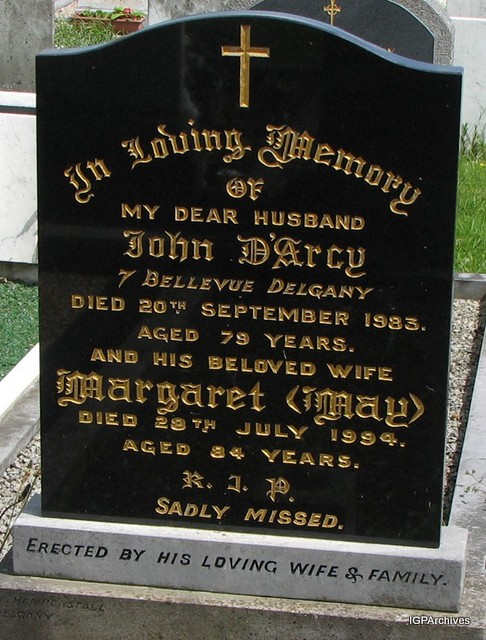 In Loving Memory
OF
MY DEAR HUSBAND
John D'Arcy
7 BELLEVUE DELGANY
DIED 20TH SEPTEMBER 1983.
AGED 79 YEARS.
AND HIS BELOVED WIFE
Margaret (May)
DIED 29TH JULY 1994.
AGED 84 YEARS.
R. I. P.
SADLY MISSED.
ERECTED BY HIS LOVING WIFE & FAMILY.
HEMPENSTALL
IGPArchives